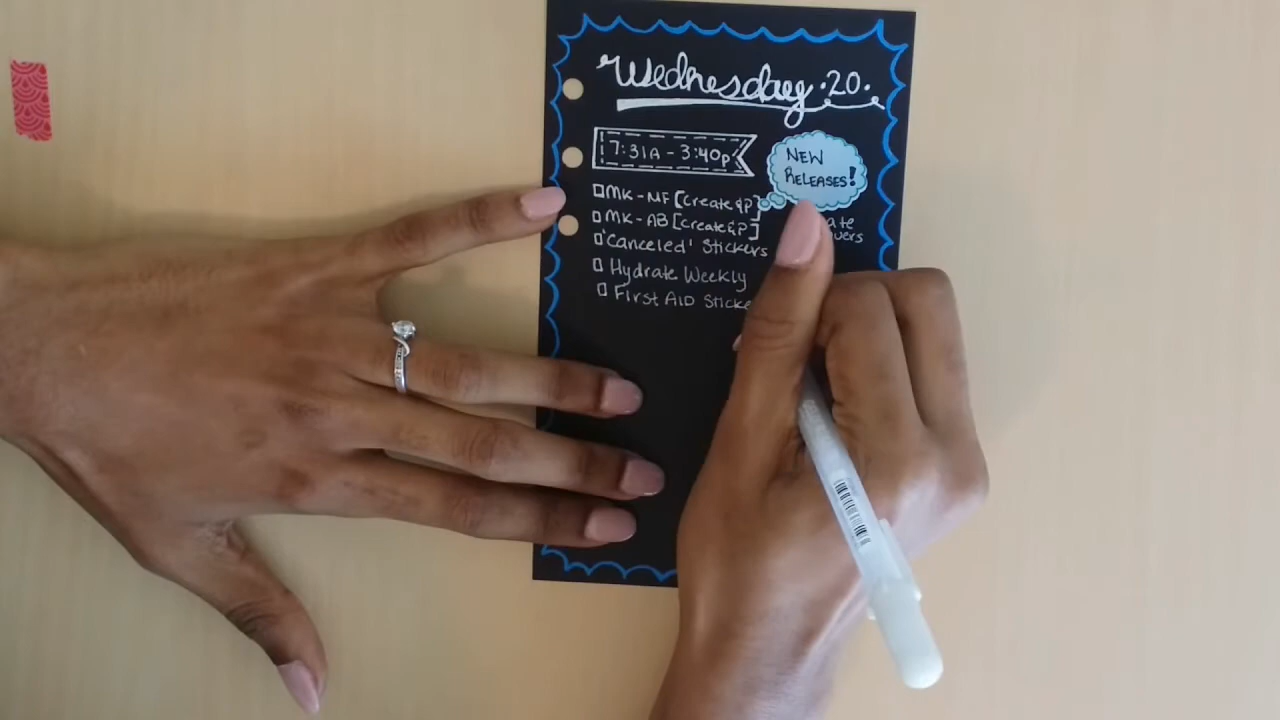 Wednesday · 20 ·
7:31A - 3:40P
NEW
RELEASES!
MK-NF [Create&P]
MK-AB [Create&P]
'Canceled' Stickers
Hydrate Weekly
First AID